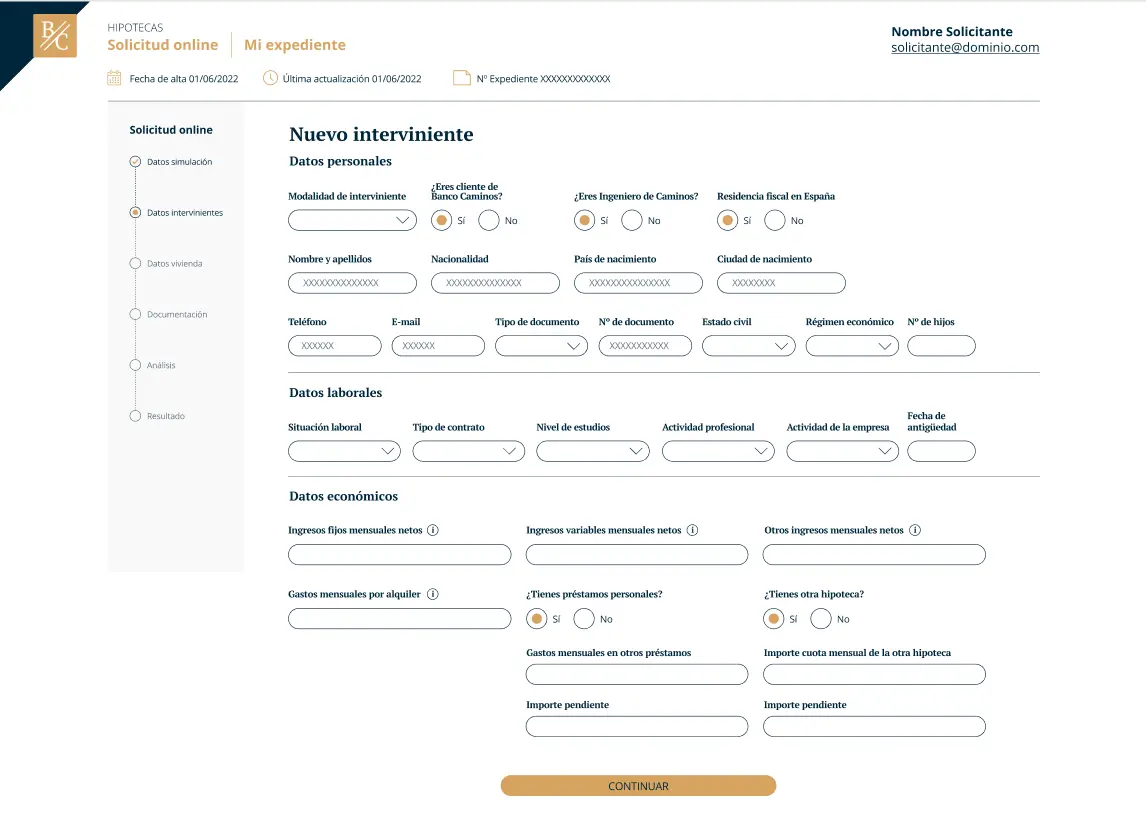 B/C
HIPOTECAS
Solicitud online
Mi expediente
Nombre Solicitante
solicitante@dominio.com
Fecha de alta 01/06/2022
Última actualización 01/06/2022
Nº Expediente XXXXXXXXXXXXX
Solicitud online
Datos simulación
Datos intervinientes
Datos vivienda
Documentación
Análisis
Resultado
Nuevo interviniente
Datos personales
Modalidad de interviniente
¿Eres cliente de
Banco Caminos?
Sí No
¿Eres Ingeniero de Caminos?
Sí No
Residencia fiscal en España
Sí No
Nombre y apellidos
XXXXXXXXXXXXXX
Nacionalidad
XXXXXXXXXXXXXX
País de nacimiento
XXXXXXXXXXXXXXX
Ciudad de nacimiento
XXXXXXXX
Teléfono
XXXXXX
E-mail
XXXXXX
Tipo de documento
Nº de documento
XXXXXXXXXXX
Estado civil
Régimen económico
Nº de hijos
Datos laborales
Situación laboral
Tipo de contrato
Nivel de estudios
Actividad profesional
Actividad de la empresa
Fecha de
antigüedad
Datos económicos
Ingresos fijos mensuales netos i
Ingresos variables mensuales netos i
Otros ingresos mensuales netos i
Gastos mensuales por alquiler i
¿Tienes préstamos personales?
Sí No
¿Tienes otra hipoteca?
Sí No
Gastos mensuales en otros préstamos
Importe cuota mensual de la otra hipoteca
Importe pendiente
Importe pendiente
CONTINUAR